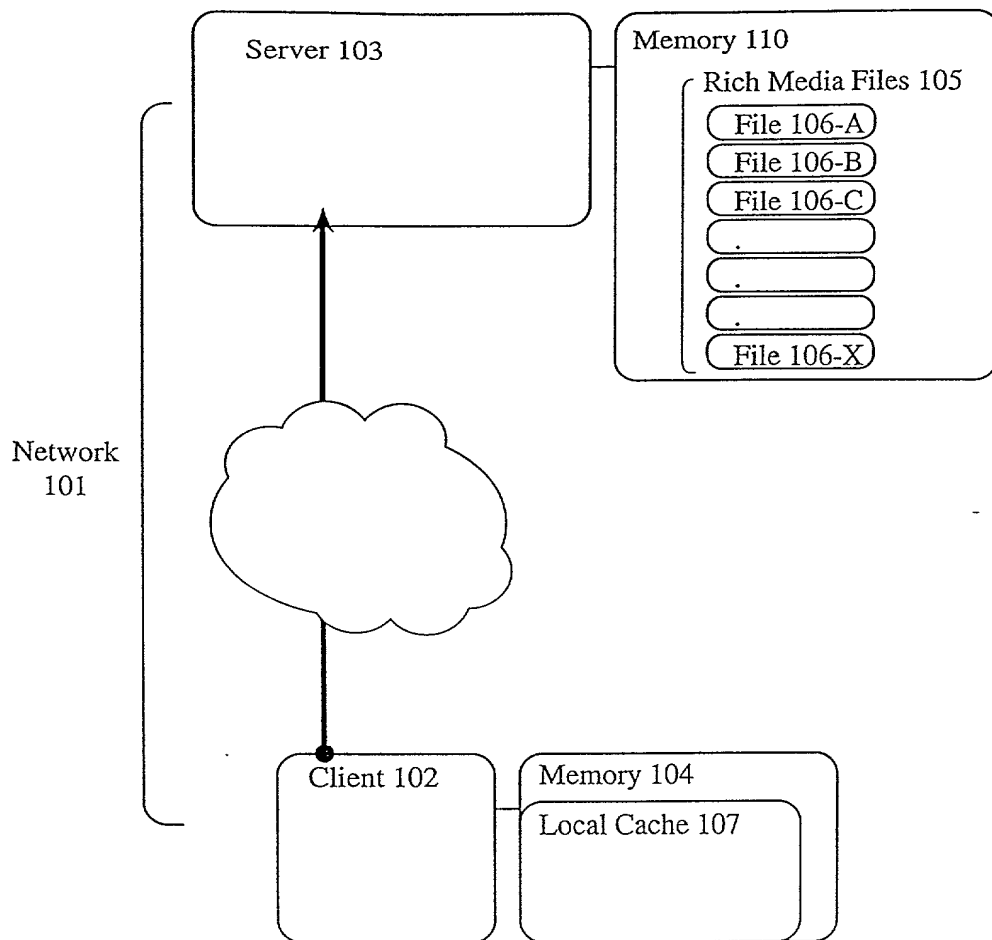 Server 103
Memory 110
Rich Media Files 105
File 106-A
File 106-B
File 106-C
.
.
.
File 106-X
Network
101
Client 102
Memory 104
Local Cache 107